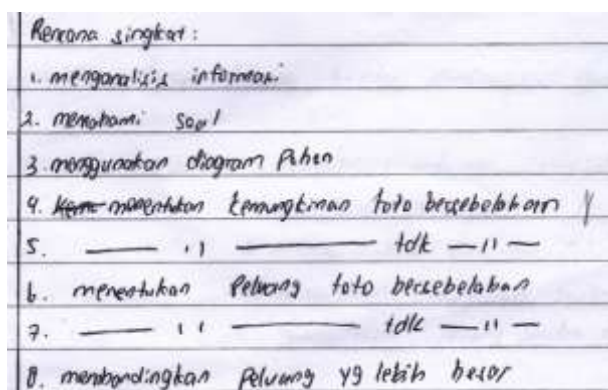 Rencana singkat:
1. menganalisis informasi
2. memahami soal
3. menggunakan diagram Pohon
4. menentukan kemungkinan foto bersebelahan
5. —— " —— tdk — " —
6. menentukan Peluang foto bersebelahan
7. —— " —— tdk — " —
8. membandingkan Peluang yg lebih besar